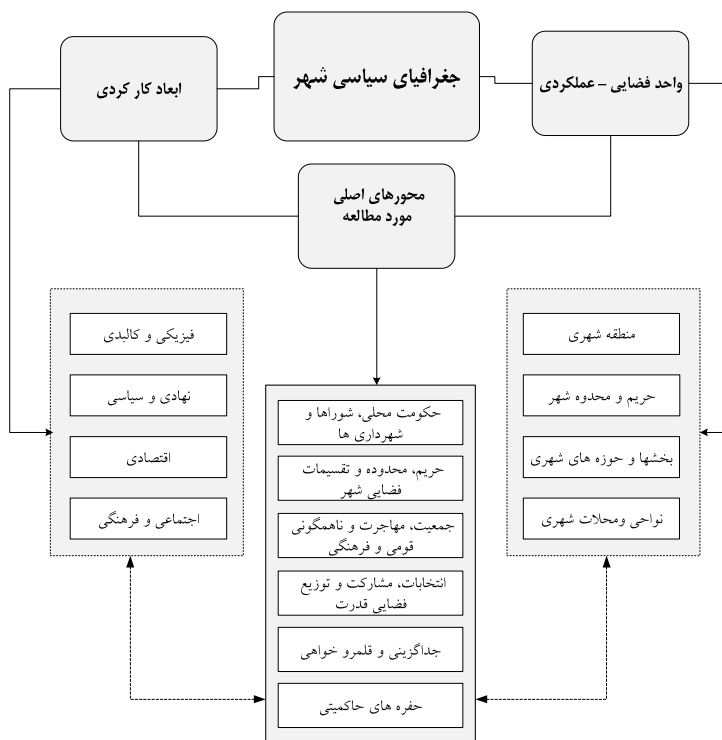 جغرافیای سیاسی شهر
واحد فضایی – عملکردی
ابعاد کار کردی
محورهای اصلی
مورد مطالعه
منطقه شهری
حریم و محدوه شهر
بخشها و حوزه های شهری
نواحی ومحلات شهری
حکومت محلی، شوراها و
شهرداری ها
حریم، محدوده و تقسیمات
فضایی شهر
جمعیت، مهاجرت و ناهمگونی
قومی و فرهنگی
انتخابات، مشارکت و توزیع
فضایی قدرت
جداگزینی و قلمرو خواهی
حفره های حاکمیتی
فیزیکی و کالبدی
نهادی و سیاسی
اقتصادی
اجتماعی و فرهنگی